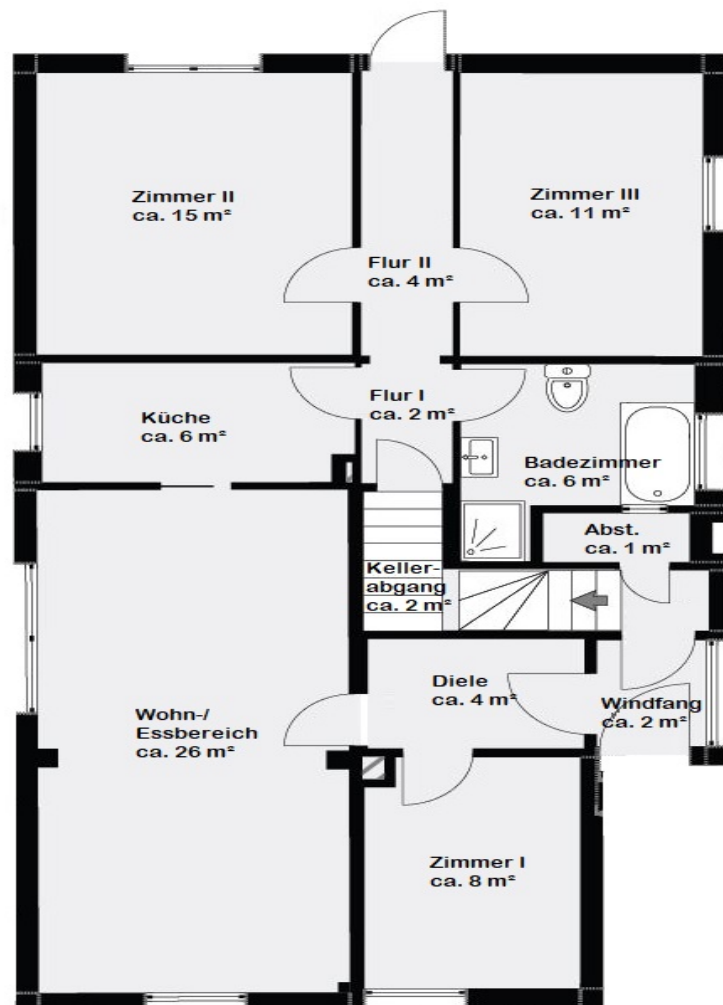 Zimmer II
ca. 15 m²
Zimmer III
ca. 11 m²
Flur II
ca. 4 m²
Küche
ca. 6 m²
Flur I
ca. 2 m²
Badezimmer
ca. 6 m²
Abst.
ca. 1 m²
Keller-
abgang
ca. 2 m²
Diele
ca. 4 m²
Windfang
ca. 2 m²
Wohn-/
Essbereich
ca. 26 m²
Zimmer I
ca. 8 m²